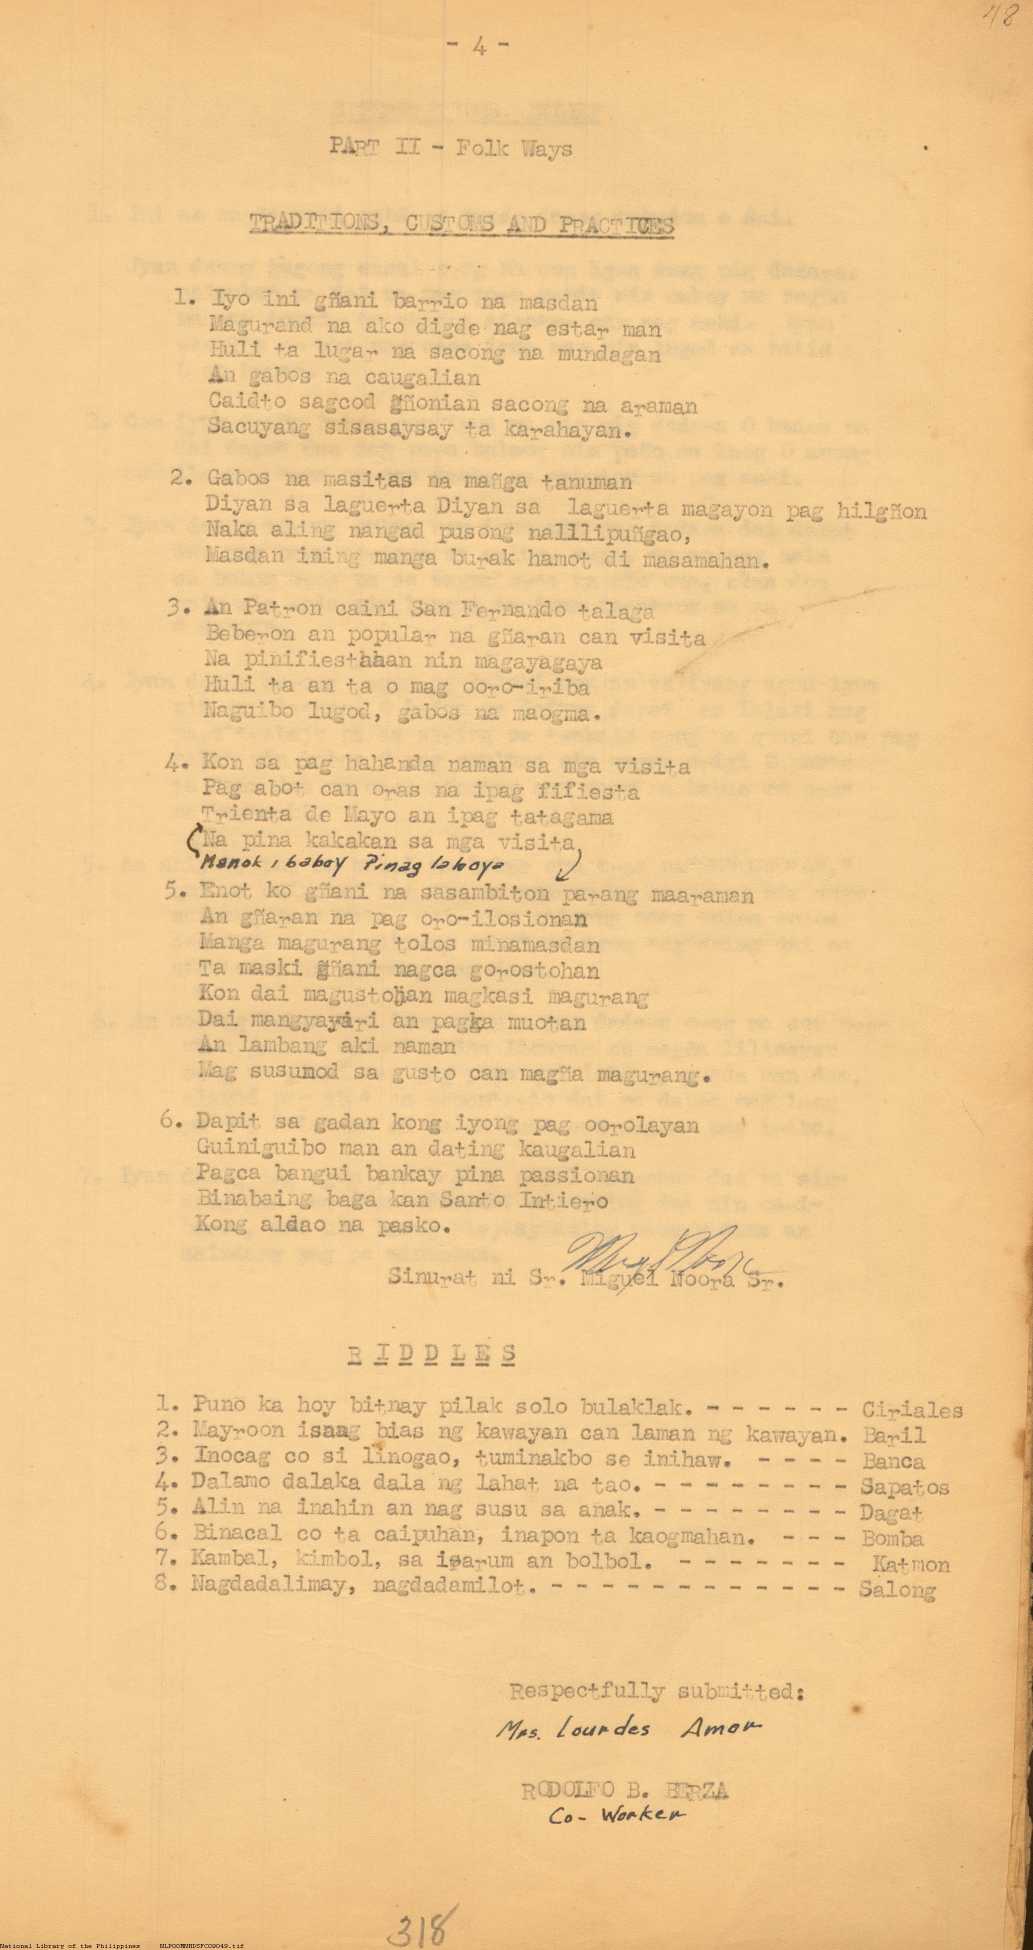 48
- 4 -
PART II - Folk Ways
TRADITIONS, CUSTOMS AND PRACTICES
1. Iyo ini gñani barrio na masdan
Magurand na ako digde nag estar man
Huli ta lugar na sacong na mundagan
An gabos na caugalian
Caidto sagcod gñonian sacong na araman
Sacuyang sisasaysay ta karahayan.
2. Gabos na masitas na mañga tanuman
Diyan sa laguerta Diyan sa laguerta magayon pag hilgñon
Naka aling nangad pusong nalllipuñgao,
Masdan ining manga burak hamot di masamahan.
3. An Patron caini San Fernando talaga
Beberon an popular na gñaran can visita
Na pinifiestahan nin magayagaya
Huli ta an ta o mag ooro-iriba
Naguibo lugod, gabos na maogma.
4. Kon sa pag hahanda naman sa mga visita
Pag abot can oras na ipag fifiesta
Trienta de Mayo an ipag tatagama
Na pina kakakan sa mga visita,
Manok, baboy Pinag laboya
5. Enot ko gñani na sasambiton parang maaraman
An gñaran na pag oro-ilosionan
Manga magurang tolos minamasdan
Ta maski gñani nagca gorostohan
Kon dai magustohan magkasi magurang
Dai mangyayari an pagka muotan
An lambang aki naman
Mag susumod sa gusto can magña magurang.
6. Dapit sa gadan kong iyong pag oorolayan
Guiniguibo man an dating kaugalian
Pagca bangui bankay pina passionan
Binabaing baga kan Santo Intiero
Kong aldao na pasko.
Sinurat ni Sr. Miguel Noora Sr.
RIDDLES
1. Puno ka hoy bitnay pilak solo bulaklak. - - - - - - Ciriales
2. Mayroon isang bias ng kawayan can laman ng kawayan. Baril
3. Inocag co si linogao, tuminakbo se inihaw. - - - - Banca
4. Dalamo dalaka dala ng lahat na tao. - - - - - - - - Sapatos
5. Alin na inahin an nag susu sa anak. - - - - - - - - Dagat
6. Binacal co ta caipuhan, inapon ta kaogmahan. - - - Bomba
7. Kambal, kimbol, sa isarum an bolbol. - - - - - - - Katmon
8. Nagdadalimay, nagdadamilot. - - - - - - - - - - - - Salong
Respectfully submitted:
Mrs. Lourdes Amor
RODOLFO B. BERZA
Co-Worker
318
National Library of the Philippines NLPOOMNHDSFC09049.tif